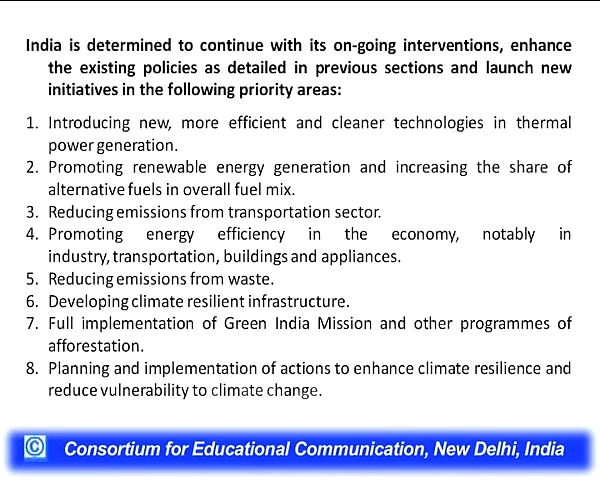 India is determined to continue with its on-going interventions, enhance
the existing policies as detailed in previous sections and launch new
initiatives in the following priority areas:
1. Introducing new, more efficient and cleaner technologies in thermal
power generation.
2. Promoting renewable energy generation and increasing the share of
alternative fuels in overall fuel mix.
3. Reducing emissions from transportation sector.
4. Promoting energy efficiency in the economy, notably in
industry, transportation, buildings and appliances.
5. Reducing emissions from waste.
6. Developing climate resilient infrastructure.
7. Full implementation of Green India Mission and other programmes of
afforestation.
8. Planning and implementation of actions to enhance climate resilience and
reduce vulnerability to climate change.
© Consortium for Educational Communication, New Delhi, India